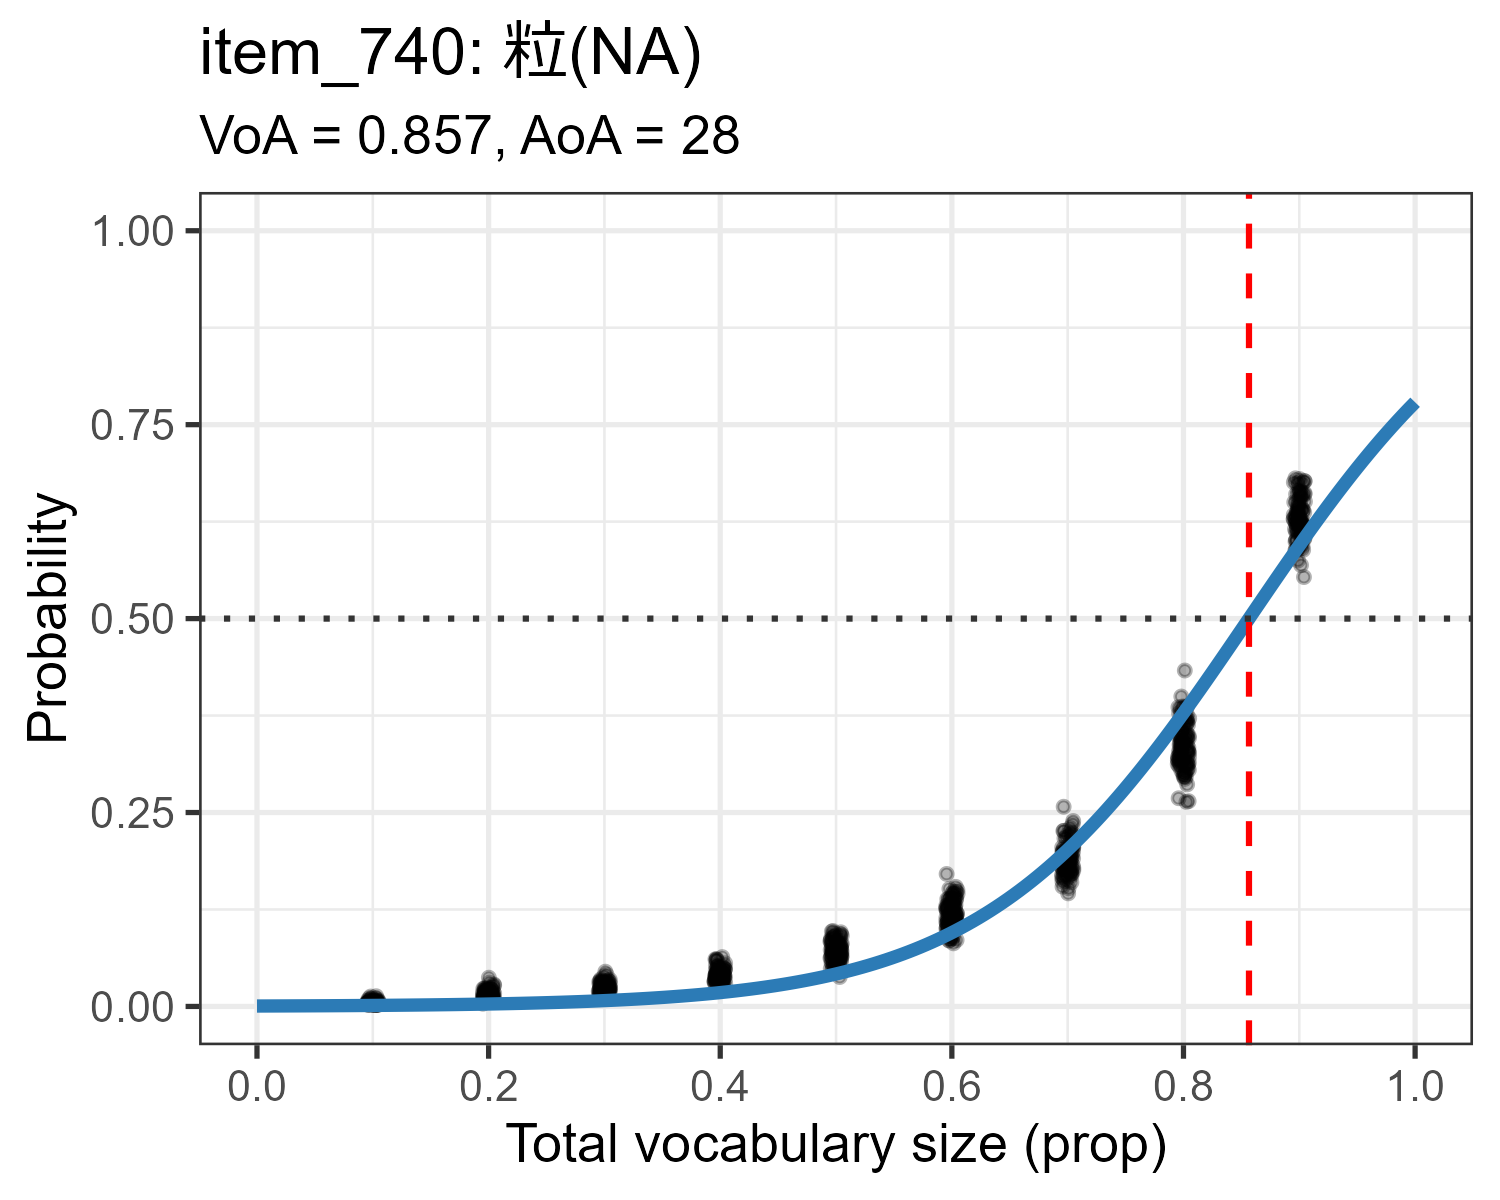 item_740: 粒(NA)
VoA = 0.857, AoA = 28
1.00
0.75
0.50
0.25
0.00
Probability
0.0 0.2 0.4 0.6 0.8 1.0
Total vocabulary size (prop)